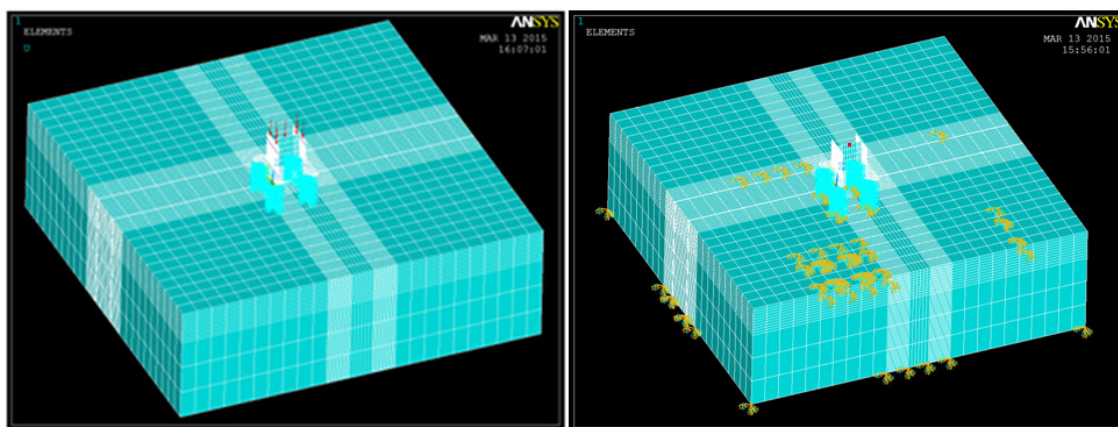 1
ANSYS
ELEMENTS
MAR 13 2015
U
16:07:01
1
ANSYS
ELEMENTS
MAR 13 2015
15:56:01